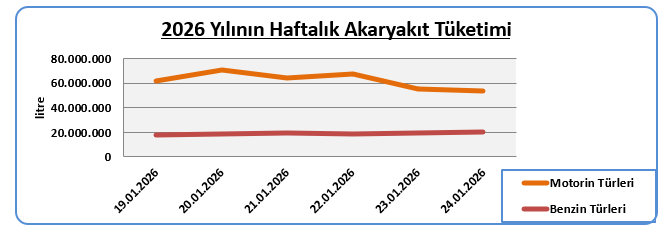 2026 Yılının Haftalık Akaryakıt Tüketimi
80.000.000
60.000.000
40.000.000
20.000.000
0
litre
19.01.2026
20.01.2026
21.01.2026
22.01.2026
23.01.2026
24.01.2026
Motorin Türleri
Benzin Türleri